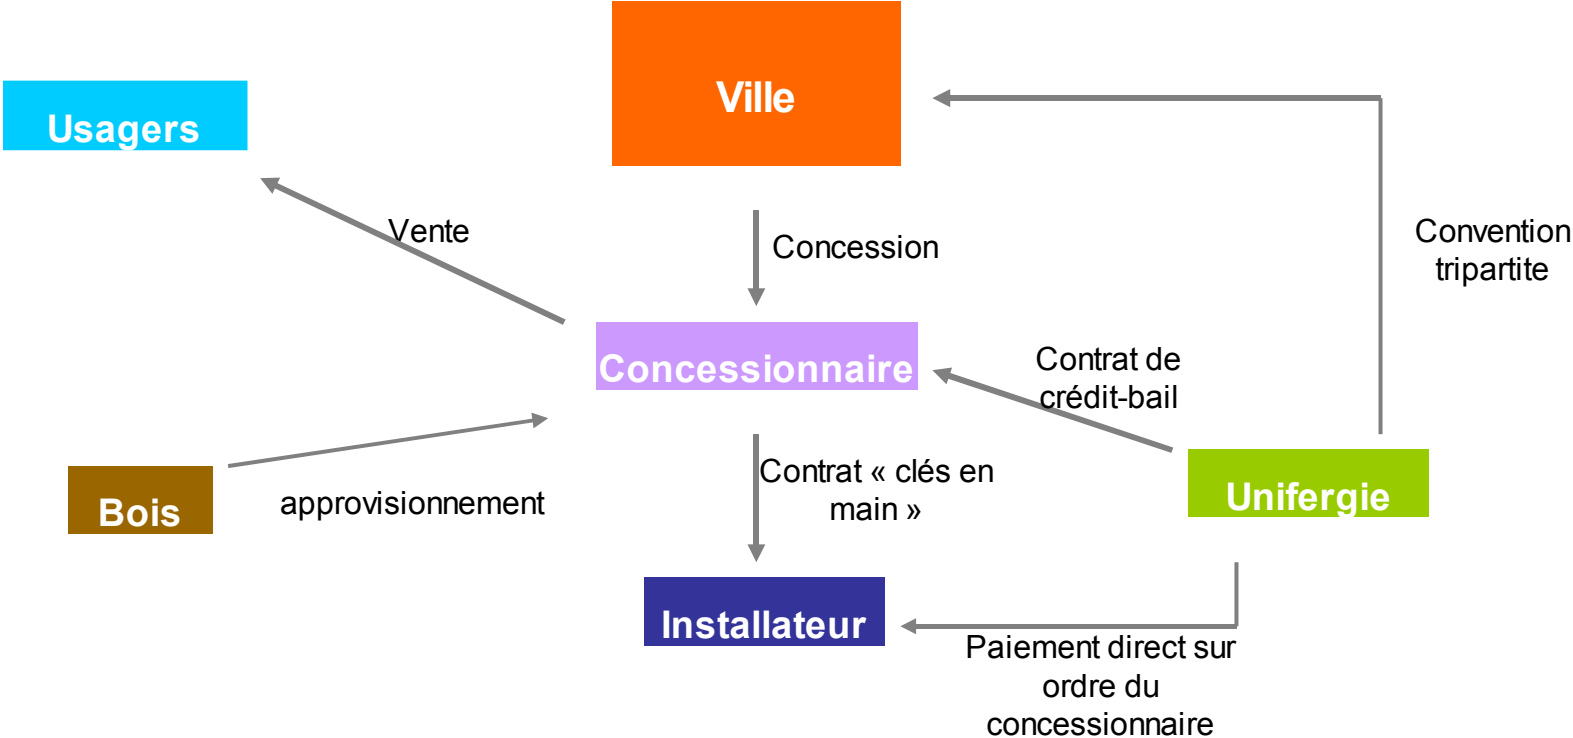 Ville
Usagers
Vente
Concession
Convention
tripartite
Concessionnaire
Contrat de
crédit-bail
Bois
approvisionnement
Contrat « clés en
main »
Unifergie
Installateur
Paiement direct sur
ordre du
concessionnaire